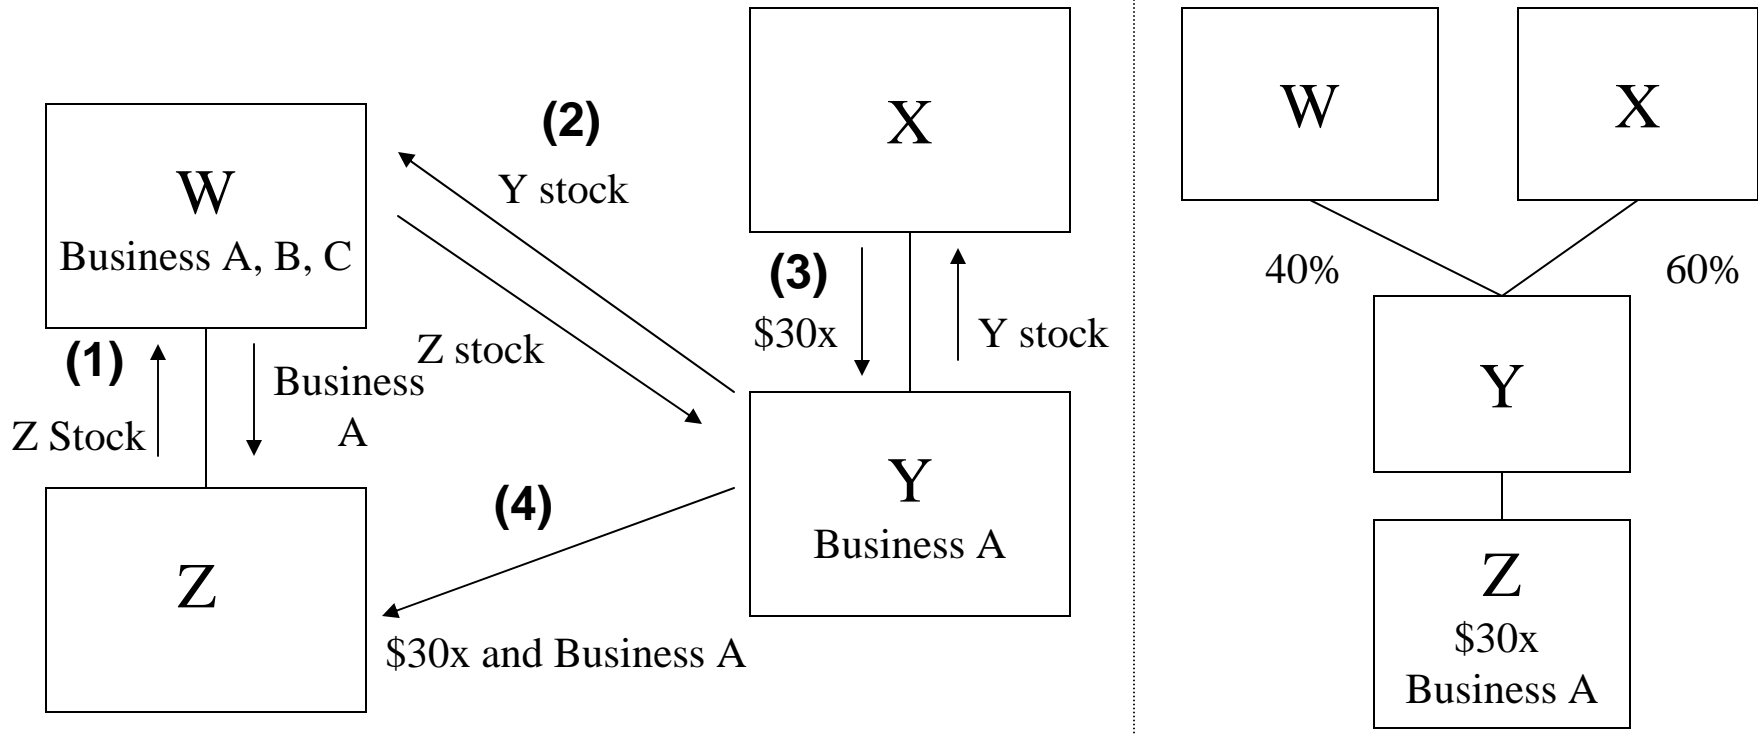 W
Business A, B, C
(1)
Z Stock
Business
A
Z
(2)
Y stock
Z stock
X
(3)
$30x
Y stock
Y
Business A
(4)
$30x and Business A
W
X
40%
60%
Y
Z
$30x
Business A